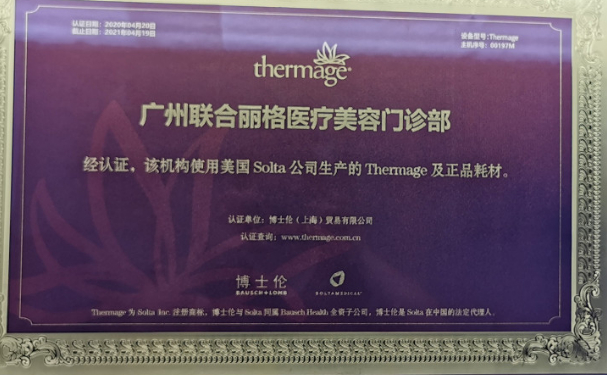 认证日期：2020年04月20日
截止日期：2021年04月19日
设备型号:Thermage
主机序号：60197M
thermage®
广州联合丽格医疗美容门诊部
经认证，该机构使用美国 Solta 公司生产的 Thermage 及正品耗材。
认证单位：博士伦（上海）贸易有限公司
认证查询：www.thermage.com.cn
博士伦
BAUSCH+LOMB
SOLTA MEDICAL
Thermage 为 Solta Inc. 注册商标，博士伦与 Solta 同属 Bausch Health 全资子公司，博士伦是 Solta 在中国的法定代理人。